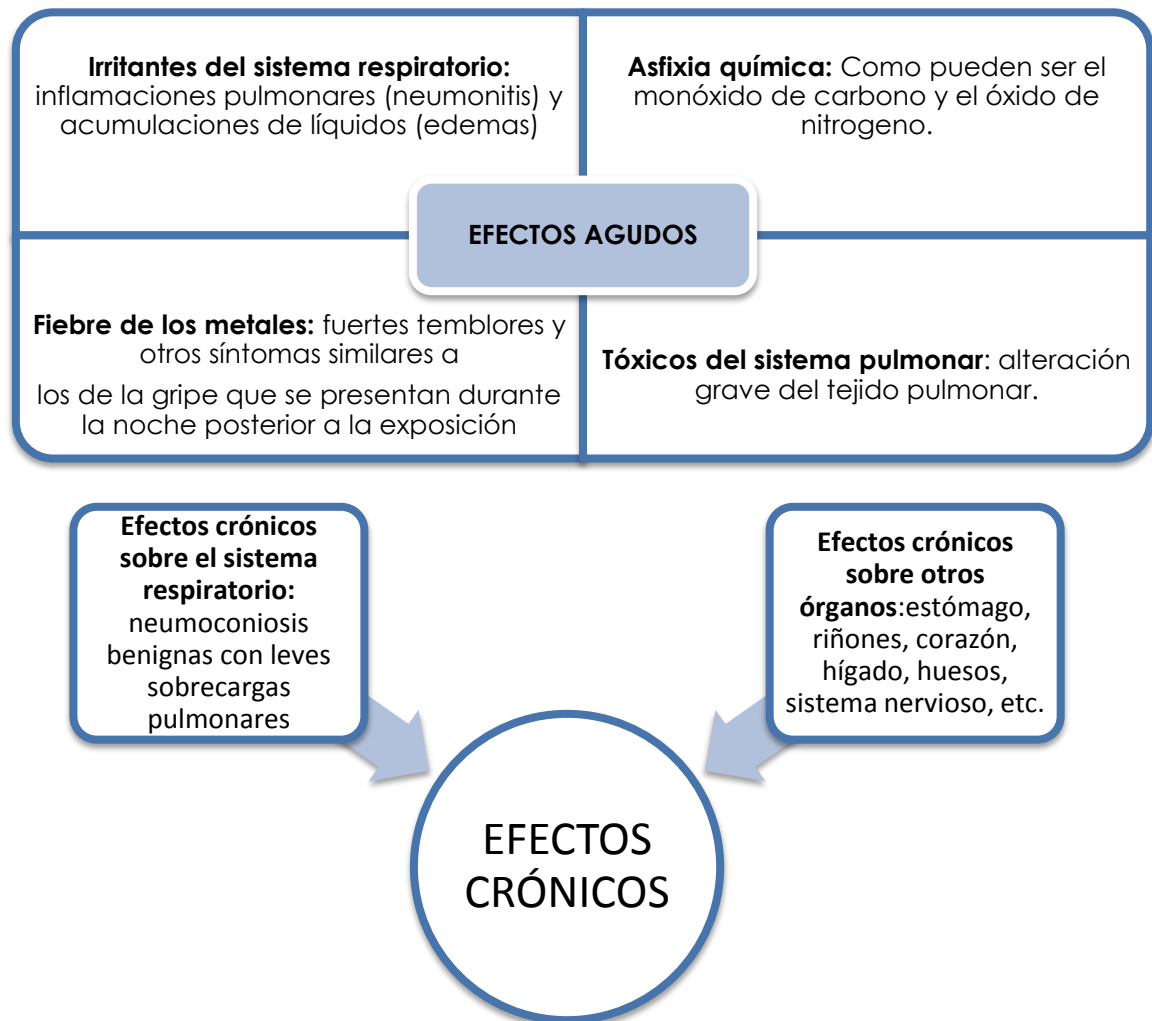 Irritantes del sistema respiratorio:
inflamaciones pulmonares (neumonitis) y
acumulaciones de líquidos (edemas)
Asfixia química: Como pueden ser el
monóxido de carbono y el óxido de
nitrogeno.
EFECTOS AGUDOS
Fiebre de los metales: fuertes temblores y
otros síntomas similares a
los de la gripe que se presentan durante
la noche posterior a la exposición
Tóxicos del sistema pulmonar: alteración
grave del tejido pulmonar.
Efectos crónicos
sobre el sistema
respiratorio:
neumoconiosis
benignas con leves
sobrecargas
pulmonares
Efectos crónicos
sobre otros
órganos:estómago,
riñones, corazón,
hígado, huesos,
sistema nervioso, etc.
EFECTOS
CRÓNICOS